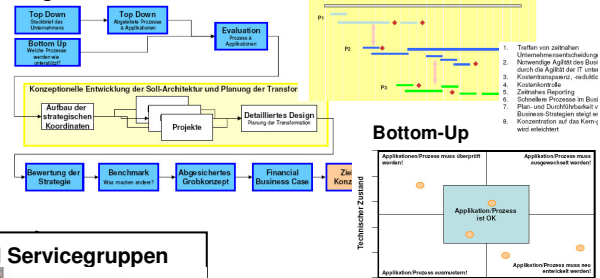 Top Down
Steckbrief des
Unternehmens
Top Down
Abgeleitete Prozesse
& Applikationen
Evaluation
Prozess &
Applikationen
Bottom Up
Welche Prozesse
werden wie
unterstützt?
Konzeptionelle Entwicklung der Soll-Architektur und Planung der Transfor
Aufbau der
strategischen
Koordinaten
Projekte
Detailliertes Design
Planung der Transformation
Bewertung der
Strategie
Benchmark
Was machen andere?
Abgesichertes
Grobkonzept
Financial
Business Case
Zie
Konz
Servicegruppen
P1
P2
P3
1. Treffen von zeitnahen
Unternehmensentscheidunge
2. Notwendige Agilität des Busi
durch die Agilität der IT unter
3. Kostentransparenz, -reduktio
4. Kostenkontrolle
5. Zeitnahes Reporting
6. Schnellere Prozesse im Busi
7. Plan- und Durchführbarkeit v
Business-Strategien steigt e
8. Konzentration auf das Kern-g
wird erleichtert
Bottom-Up
Applikationen/Prozess muss überprüft
werden!
Applikation/Prozess muss
ausgewechselt werden!
Technischer Zustand
Applikation/Prozess
ist OK
Applikation/Prozess ausmustern!
Applikation/Prozess muss neu
entwickelt werden!